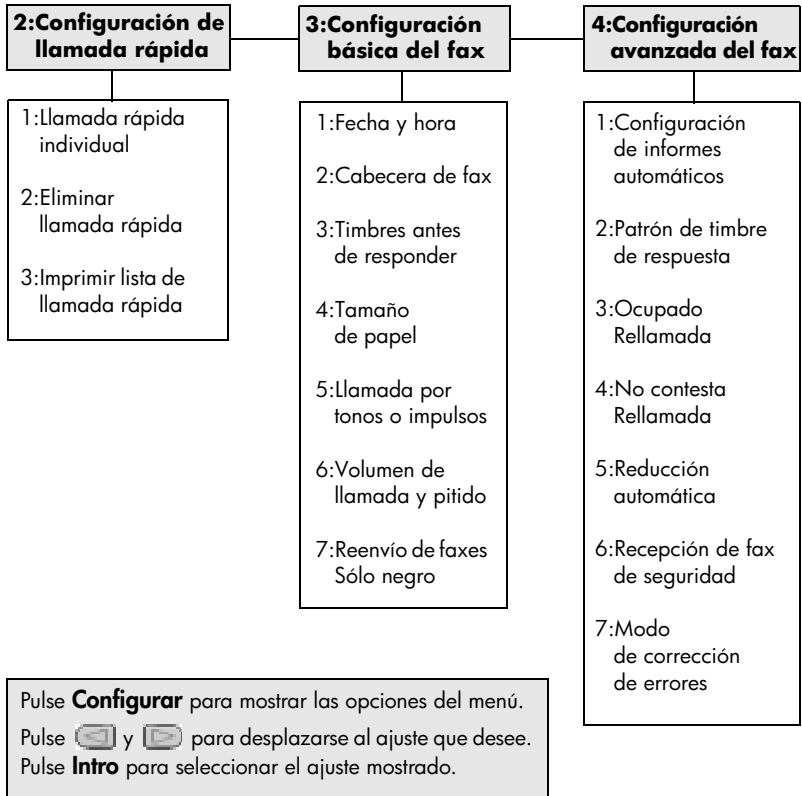 2:Configuración de
llamada rápida
1:Llamada rápida
individual
2:Eliminar
llamada rápida
3:Imprimir lista de
llamada rápida
3:Configuración
básica del fax
1:Fecha y hora
2:Cabecera de fax
3:Timbres antes
de responder
4:Tamaño
de papel
5:Llamada por
tonos o impulsos
6:Volumen de
llamada y pitido
7:Reenvío de faxes
Sólo negro
4:Configuración
avanzada del fax
1:Configuración
de informes
automáticos
2:Patrón de timbre
de respuesta
3:Ocupado
Rellamada
4:No contesta
Rellamada
5:Reducción
automática
6:Recepción de fax
de seguridad
7:Modo
de corrección
de errores
Pulse Configurar para mostrar las opciones del menú.
Pulse y para desplazarse al ajuste que desee.
Pulse Intro para seleccionar el ajuste mostrado.